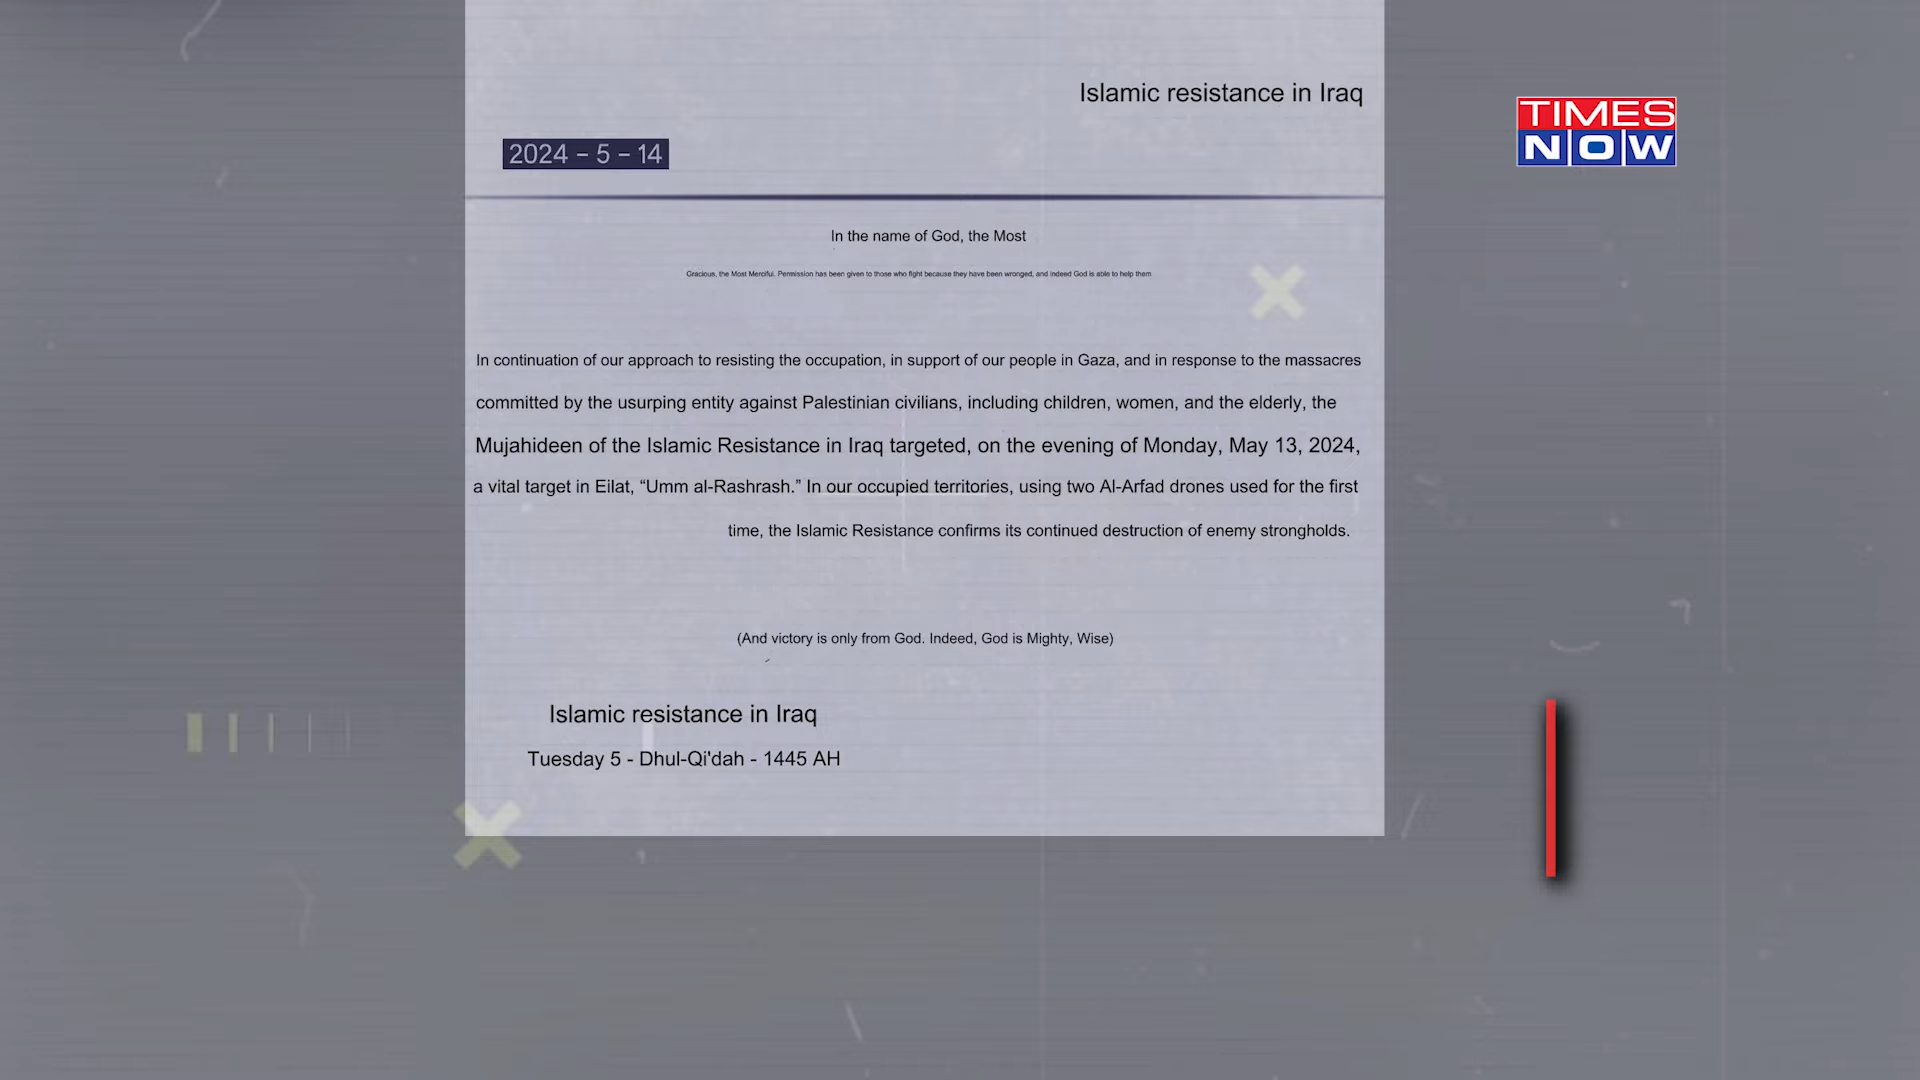 Islamic resistance in Iraq
TIMES
NOW
2024 - 5 - 14
In the name of God, the Most
Gracious, the Most Merciful. Permission has been given to those who fight because they have been wronged, and indeed God is able to help them
In continuation of our approach to resisting the occupation, in support of our people in Gaza, and in response to the massacres
committed by the usurping entity against Palestinian civilians, including children, women, and the elderly, the
Mujahideen of the Islamic Resistance in Iraq targeted, on the evening of Monday, May 13, 2024,
a vital target in Eilat, “Umm al-Rashrash.” In our occupied territories, using two Al-Arfad drones used for the first
time, the Islamic Resistance confirms its continued destruction of enemy strongholds.
(And victory is only from God. Indeed, God is Mighty, Wise)
Islamic resistance in Iraq
Tuesday 5 - Dhul-Qi'dah - 1445 AH